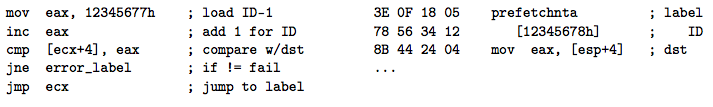 mov eax, 12345677h ; load ID-1 3E 0F 18 05 prefetchnta ; label
inc eax ; add 1 for ID 78 56 34 12 [12345678h] ; ID
cmp [ecx+4], eax ; compare w/dst 8B 44 24 04 mov eax, [esp+4] ; dst
jne error_label ; if != fail ...
jmp ecx ; jump to label